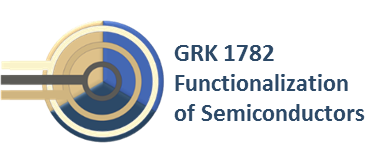 GRK 1782
Functionalization
of Semiconductors